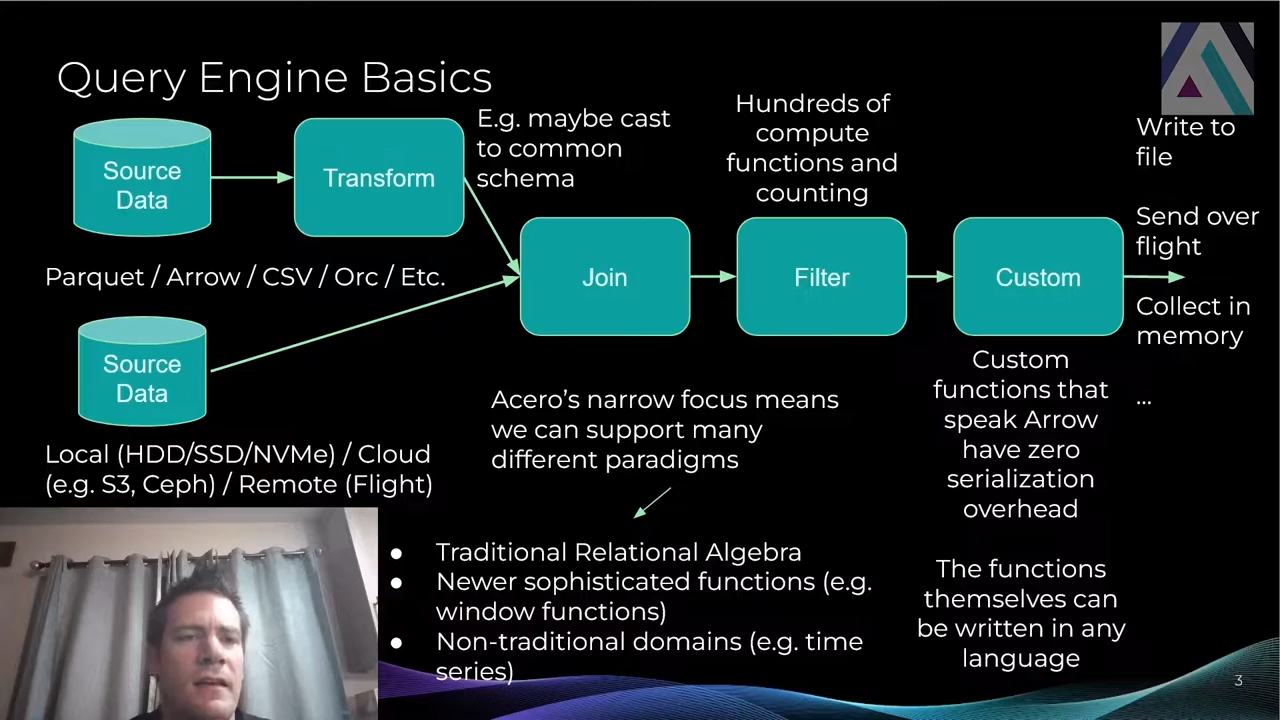 Query Engine Basics
Source
Data
Transform
E.g. maybe cast
to common
schema
Hundreds of
compute
functions and
counting
Write to
file
Send over
flight
Collect in
memory
...
Join
Filter
Custom
Parquet / Arrow / CSV / Orc / Etc.
Source
Data
Local (HDD/SSD/NVMe) / Cloud
(e.g. S3, Ceph) / Remote (Flight)
Acero’s narrow focus means
we can support many
different paradigms
● Traditional Relational Algebra
● Newer sophisticated functions (e.g.
window functions)
● Non-traditional domains (e.g. time
series)
Custom
functions that
speak Arrow
have zero
serialization
overhead
The functions
themselves can
be written in any
language
3